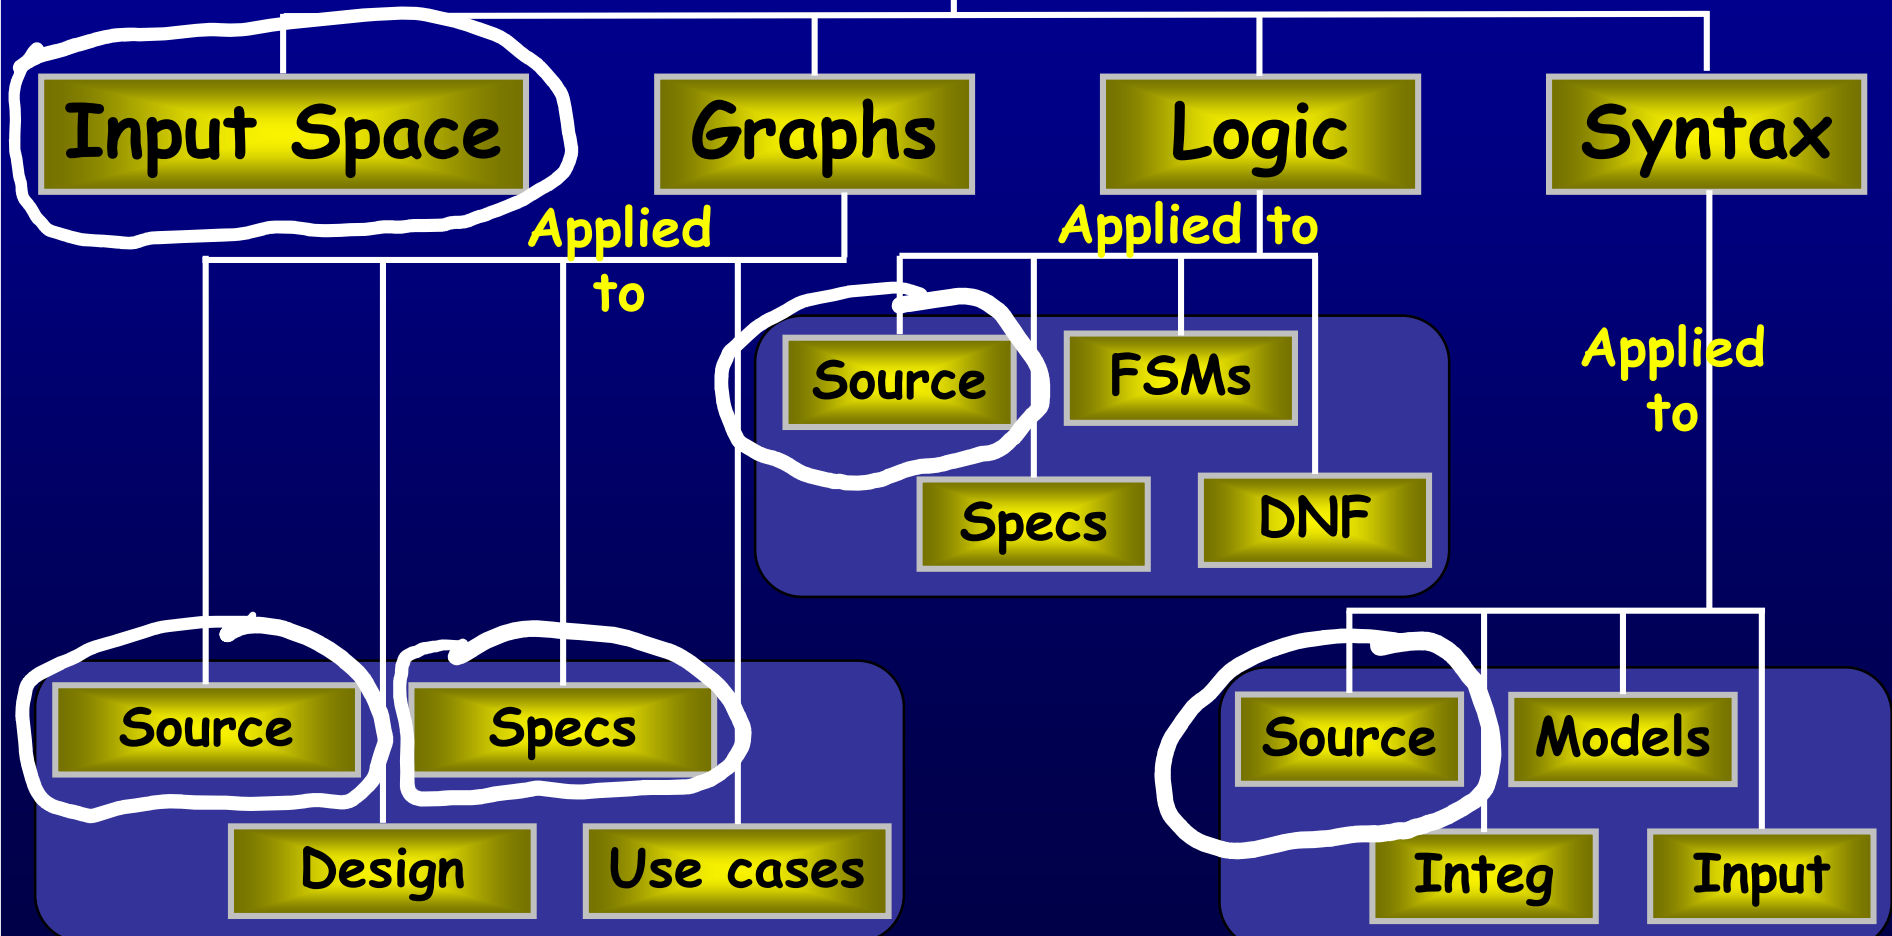 Input Space
Graphs
Logic
Syntax
Applied
to
Applied to
Applied
to
Source
FSMs
Specs
DNF
Source
Specs
Design
Use cases
Source
Models
Integ
Input